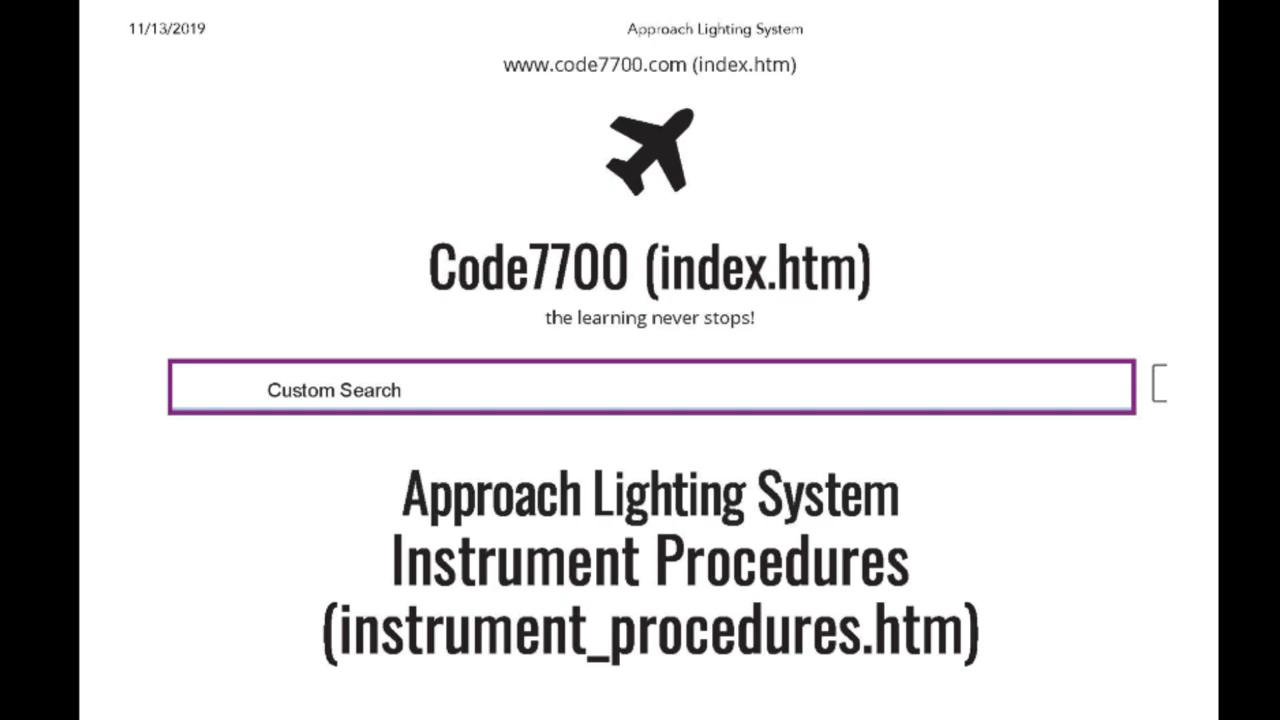 11/13/2019 Approach Lighting System
www.code7700.com (index.htm)
Code7700 (index.htm)
the learning never stops!
Custom Search
Approach Lighting System
Instrument Procedures
(instrument_procedures.htm)